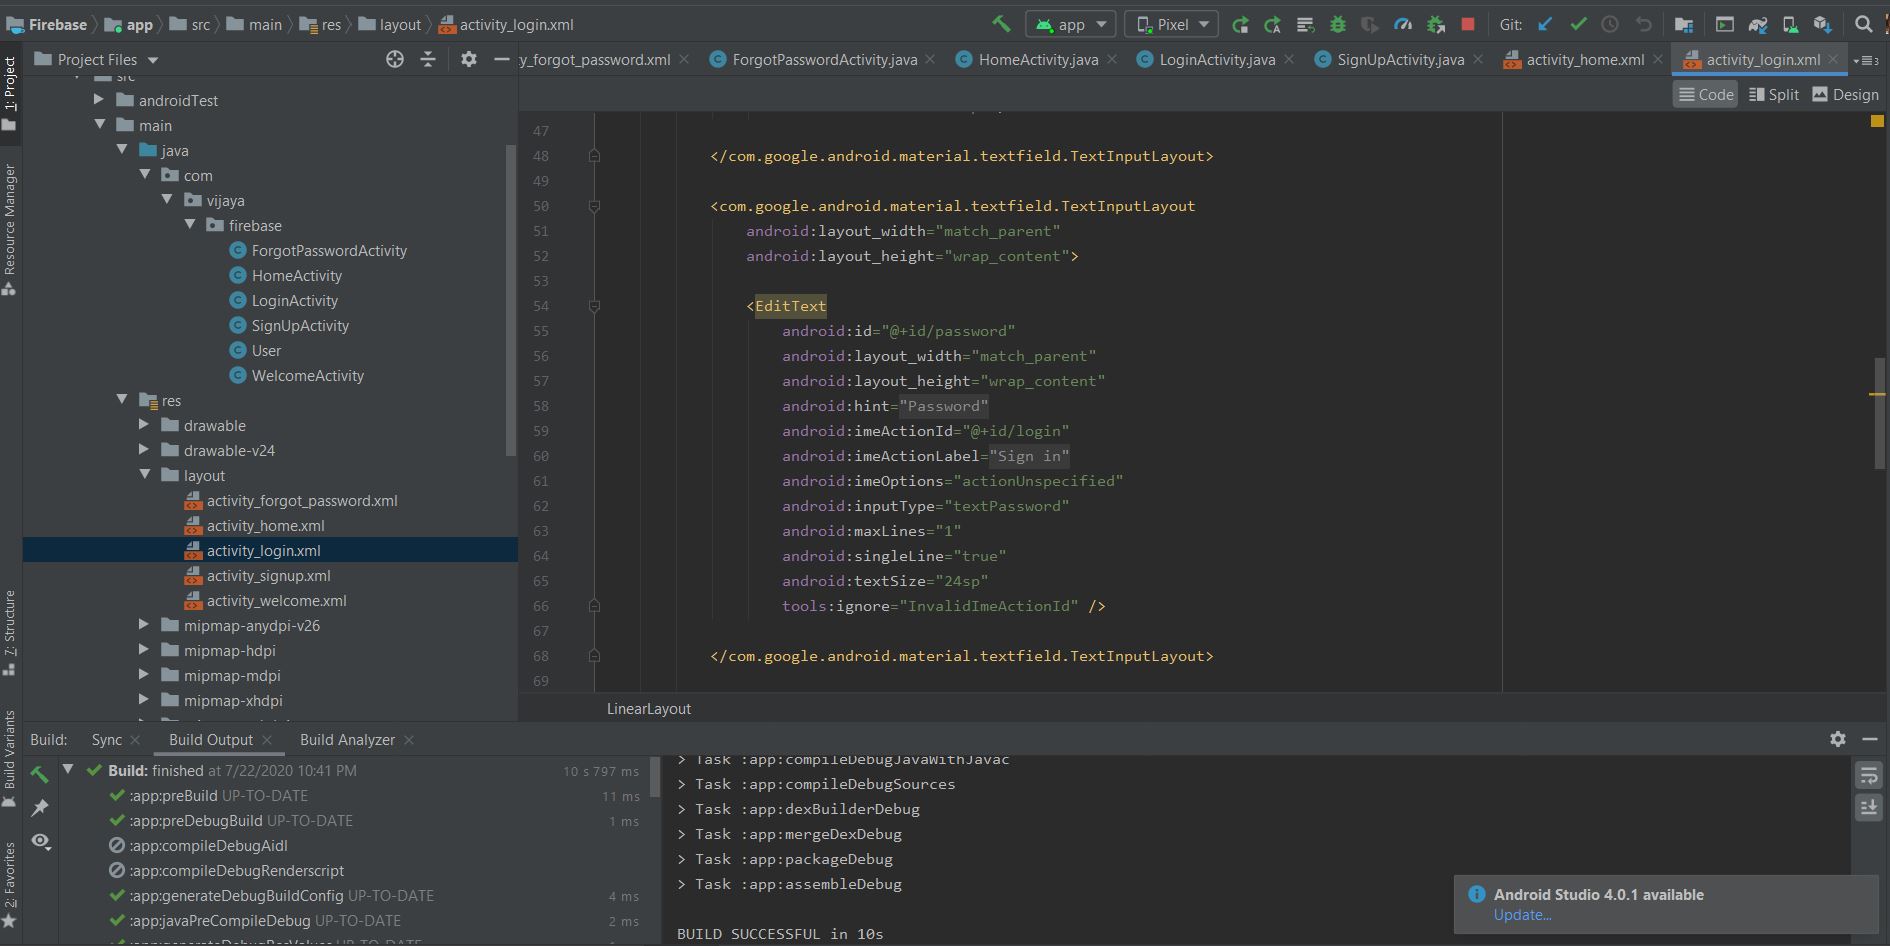 Firebase app src main res layout activity_login.xml
app Pixel Git:
Project Files
y_forgot_password.xml ForgotPasswordActivity.java HomeActivity.java LoginActivity.java SignUpActivity.java activity_home.xml activity_login.xml 3
Code Split Design
1: Project
Resource Manager
7: Structure
Build Variants
2: Favorites
src
androidTest
main
java
com
vijaya
firebase
ForgotPasswordActivity
HomeActivity
LoginActivity
SignUpActivity
User
WelcomeActivity
res
drawable
drawable-v24
layout
activity_forgot_password.xml
activity_home.xml
activity_login.xml
activity_signup.xml
activity_welcome.xml
mipmap-anydpi-v26
mipmap-hdpi
mipmap-mdpi
mipmap-xhdpi
47
48 </com.google.android.material.textfield.TextInputLayout>
49
50 <com.google.android.material.textfield.TextInputLayout
51 android:layout_width="match_parent"
52 android:layout_height="wrap_content">
53
54 <EditText
55 android:id="@+id/password"
56 android:layout_width="match_parent"
57 android:layout_height="wrap_content"
58 android:hint="Password"
59 android:imeActionId="@+id/login"
60 android:imeActionLabel="Sign in"
61 android:imeOptions="actionUnspecified"
62 android:inputType="textPassword"
63 android:maxLines="1"
64 android:singleLine="true"
65 android:textSize="24sp"
66 tools:ignore="InvalidImeActionId" />
67
68 </com.google.android.material.textfield.TextInputLayout>
69
LinearLayout
Build: Sync Build Output Build Analyzer
Build: finished at 7/22/2020 10:41 PM 10 s 797 ms
:app:preBuild UP-TO-DATE 11 ms
:app:preDebugBuild UP-TO-DATE 1 ms
:app:compileDebugAidl
:app:compileDebugRenderscript
:app:generateDebugBuildConfig UP-TO-DATE 4 ms
:app:javaPreCompileDebug UP-TO-DATE 2 ms
:app:generateDebugResValues UP-TO-DATE
> Task :app:compileDebugJavaWithJavac
> Task :app:compileDebugSources
> Task :app:dexBuilderDebug
> Task :app:mergeDexDebug
> Task :app:packageDebug
> Task :app:assembleDebug
BUILD SUCCESSFUL in 10s
Android Studio 4.0.1 available
Update...